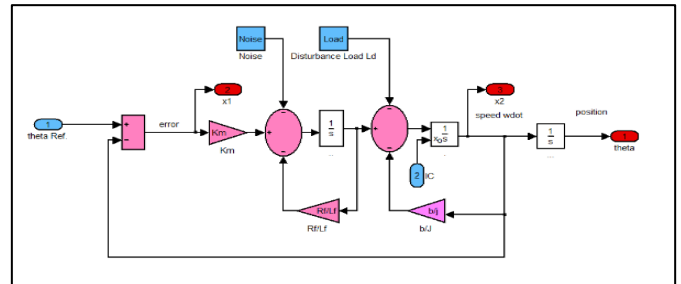 Noise
Noise
Load
Disturbance Load Ld
1
theta Ref.
error
2
x1
Km
Km
1
s
..
1
xo s
.
2
IC
3
x2
speed wdot
1
s
...
position
1
theta
Rf/Lf
Rf/Lf
b/j
b/J